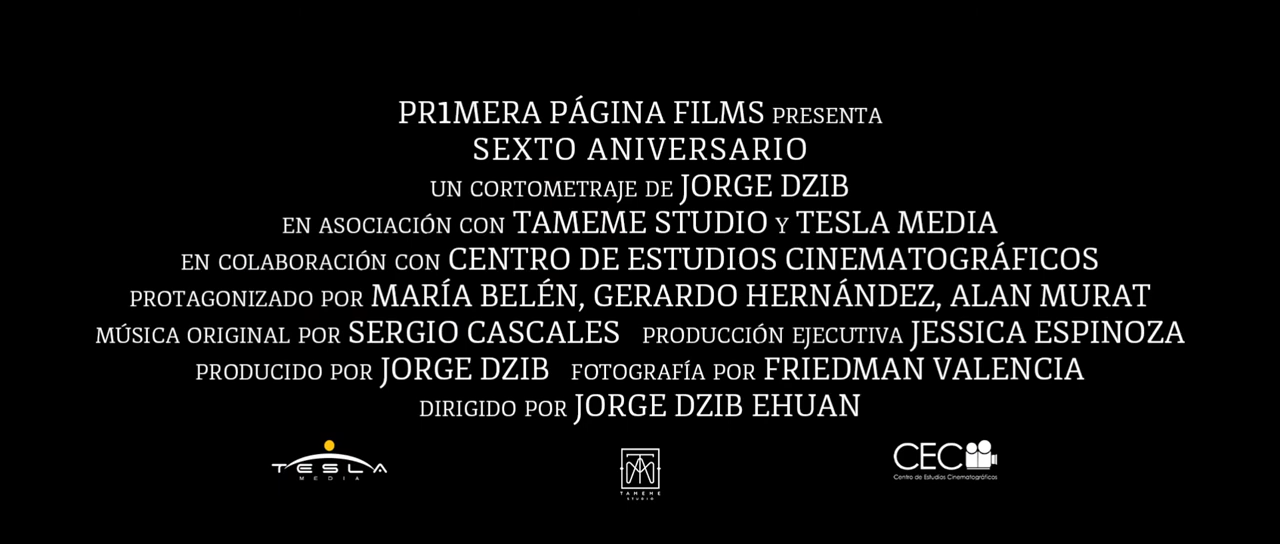 PR1MERA PÁGINA FILMS PRESENTA
SEXTO ANIVERSARIO
UN CORTOMETRAJE DE JORGE DZIB
EN ASOCIACIÓN CON TAMEME STUDIO Y TESLA MEDIA
EN COLABORACIÓN CON CENTRO DE ESTUDIOS CINEMATOGRÁFICOS
PROTAGONIZADO POR MARÍA BELÉN, GERARDO HERNÁNDEZ, ALAN MURAT
MÚSICA ORIGINAL POR SERGIO CASCALES PRODUCCIÓN EJECUTIVA JESSICA ESPINOZA
PRODUCIDO POR JORGE DZIB FOTOGRAFÍA POR FRIEDMAN VALENCIA
DIRIGIDO POR JORGE DZIB EHUAN
TESLA
MEDIA
TAMEME
STUDIO
CEC
Centro de Estudios Cinematográficos